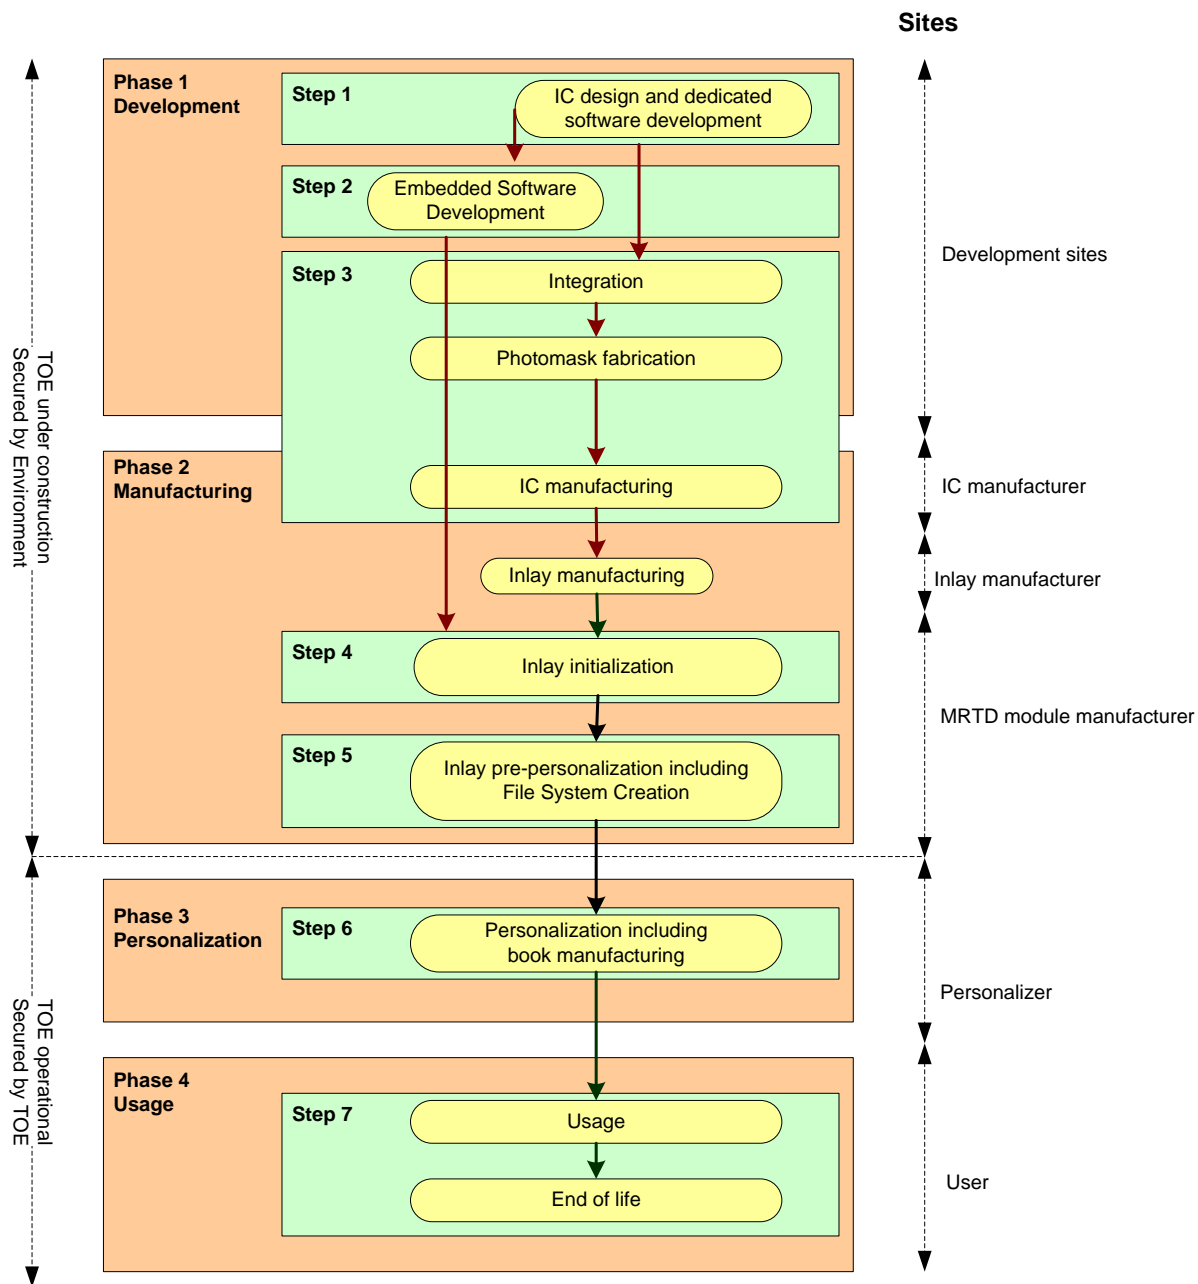 Sites
Phase 1
Development
Step 1
IC design and dedicated
software development
Step 2
Embedded Software
Development
Step 3
Integration
Photomask fabrication
Development sites
TOE under construction
Secured by Environment
Phase 2
Manufacturing
IC manufacturing
IC manufacturer
Inlay manufacturing
Inlay manufacturer
Step 4
Inlay initialization
MRTD module manufacturer
Step 5
Inlay pre-personalization including
File System Creation
Phase 3
Personalization
Step 6
Personalization including
book manufacturing
Personalizer
TOE operational
Secured by TOE
Phase 4
Usage
Step 7
Usage
End of life
User